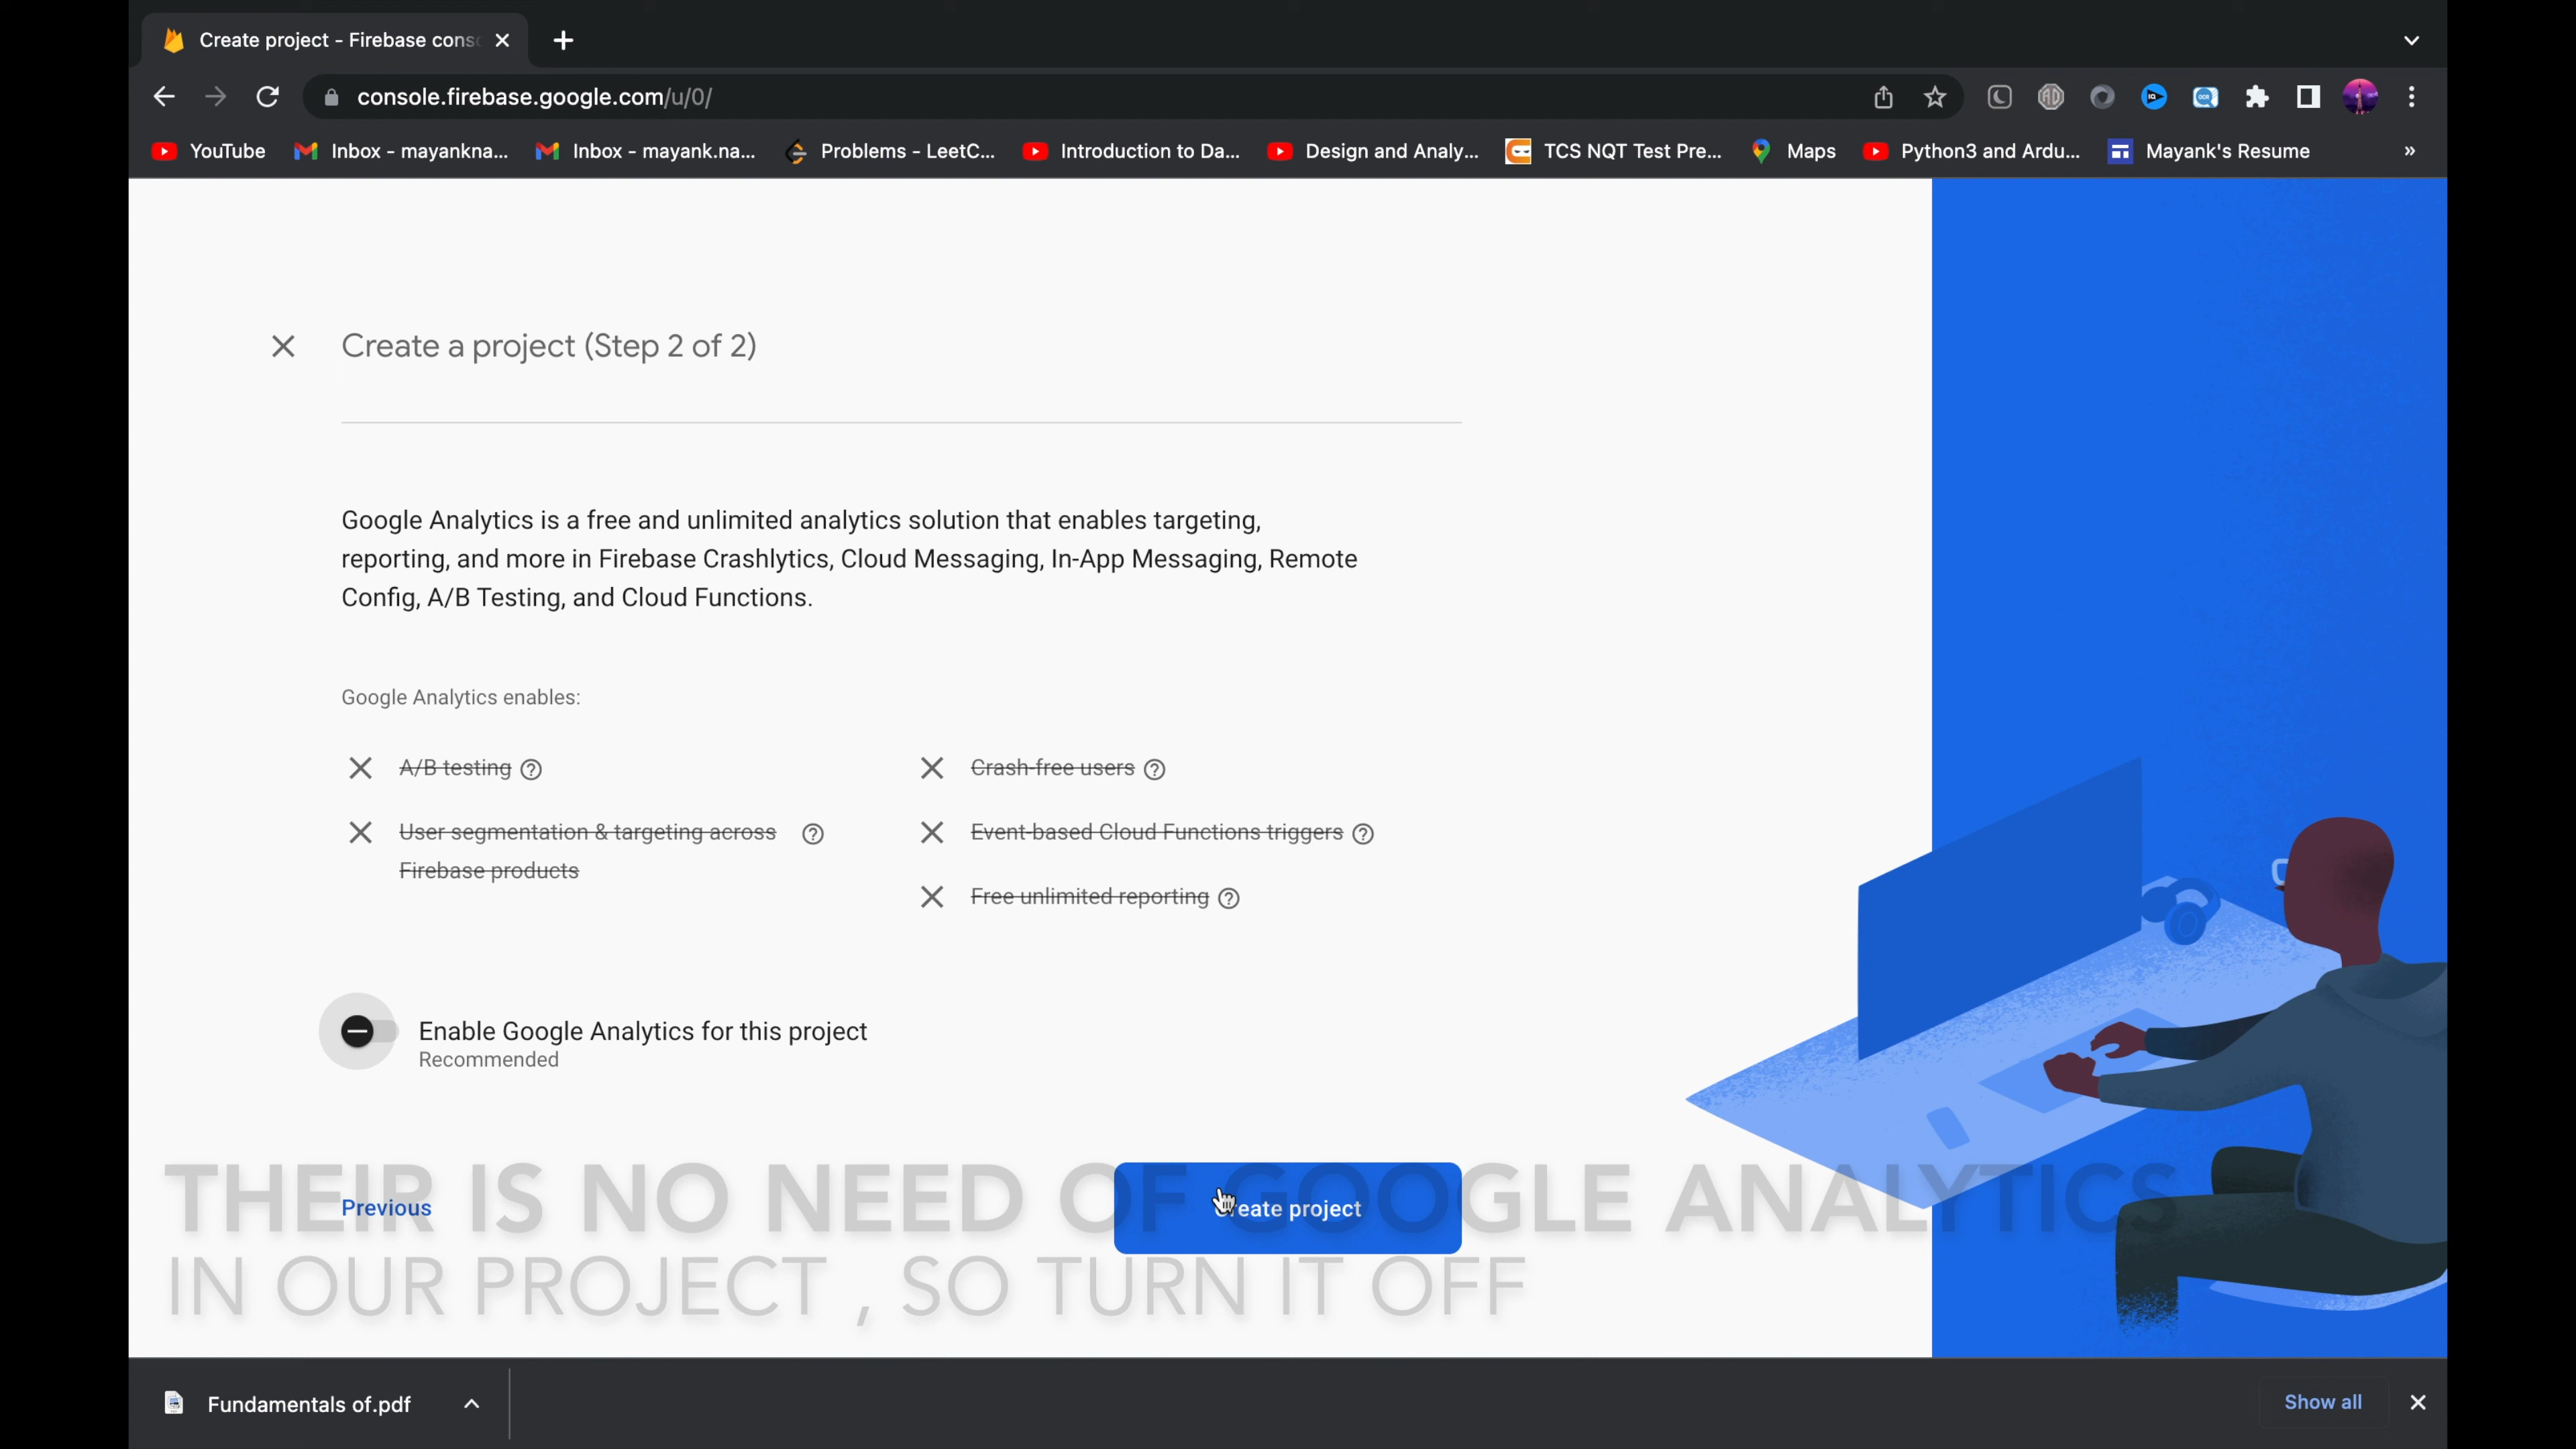 Create project - Firebase cons
console.firebase.google.com/u/0/
YouTube
Inbox - mayankna...
Inbox - mayank.na...
Problems - LeetC...
Introduction to Da...
Design and Analy...
TCS NQT Test Pre...
Maps
Python3 and Ardu...
Mayank's Resume
»
Create a project (Step 2 of 2)
Google Analytics is a free and unlimited analytics solution that enables targeting,
reporting, and more in Firebase Crashlytics, Cloud Messaging, In-App Messaging, Remote
Config, A/B Testing, and Cloud Functions.
Google Analytics enables:
A/B testing
Crash-free users
User segmentation & targeting across
Firebase products
Event-based Cloud Functions triggers
Free unlimited reporting
Enable Google Analytics for this project
Recommended
Previous
Create project
THEIR IS NO NEED OF GOOGLE ANALYTICS
IN OUR PROJECT , SO TURN IT OFF
Fundamentals of.pdf
Show all